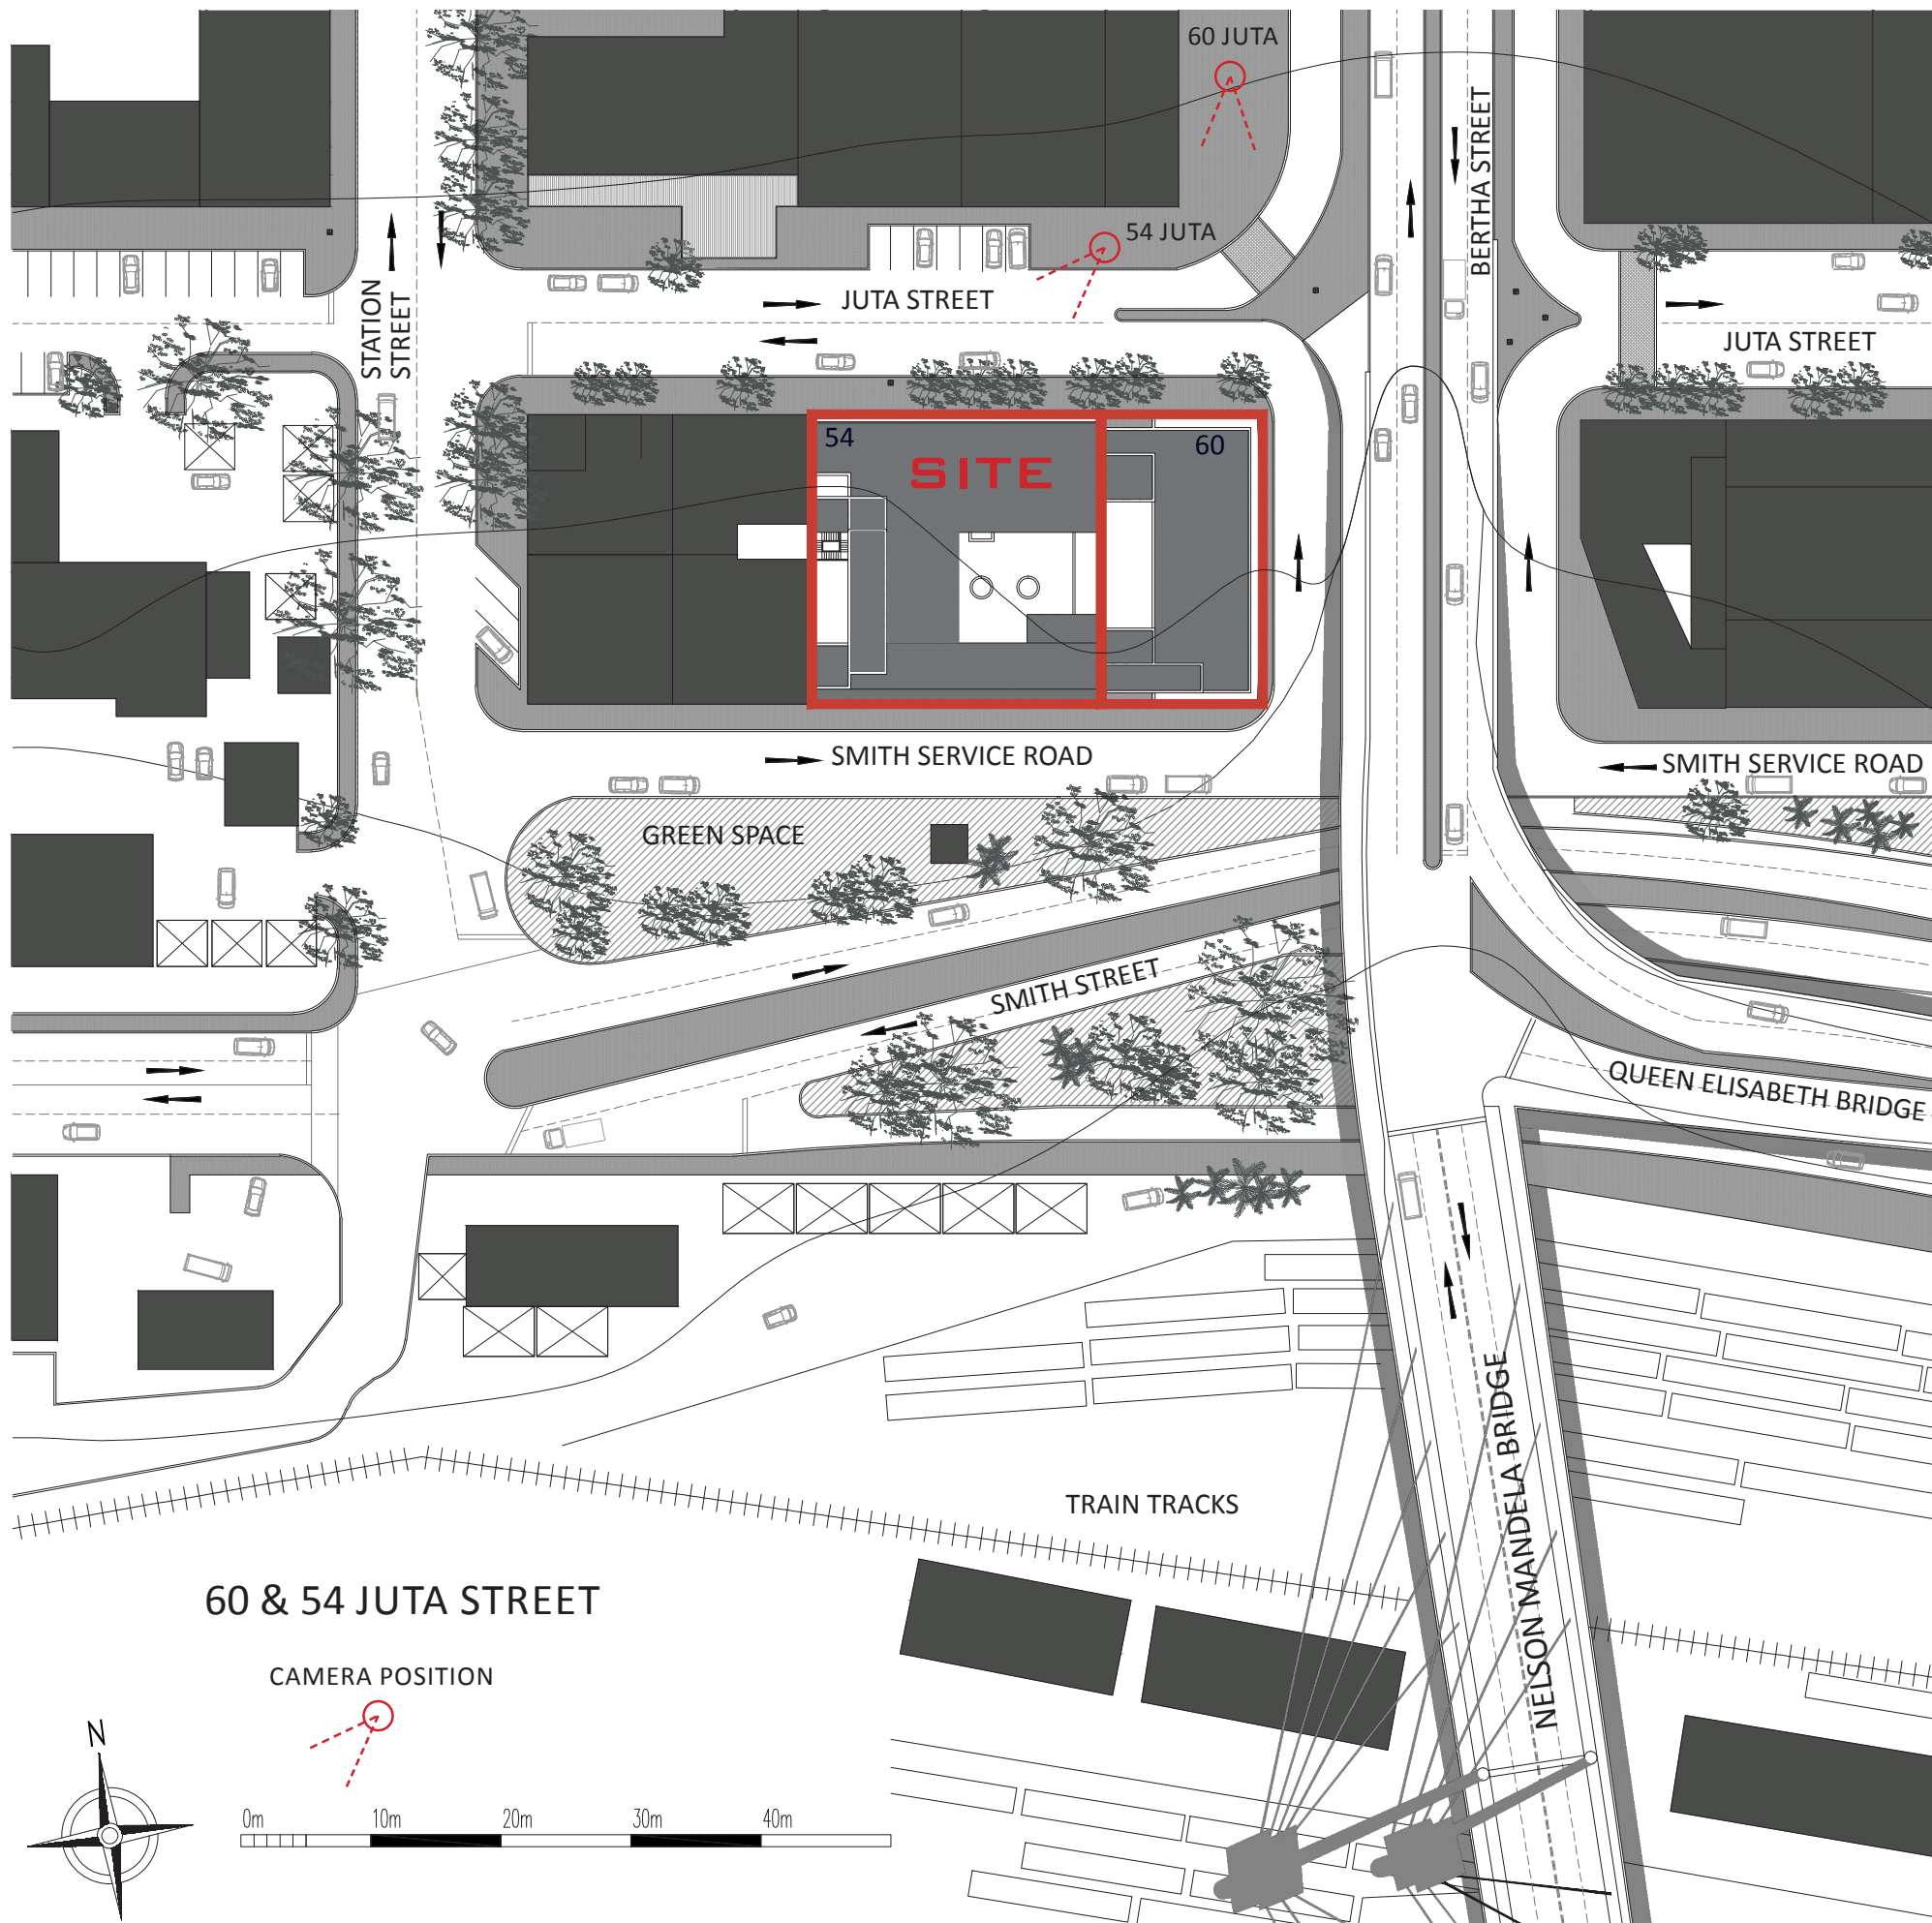 60 JUTA
BERTHA STREET
54 JUTA
STATION
STREET
JUTA STREET
JUTA STREET
54
60
SITE
SMITH SERVICE ROAD
SMITH SERVICE ROAD
GREEN SPACE
SMITH STREET
QUEEN ELISABETH BRIDGE
NELSON MANDELA BRIDGE
TRAIN TRACKS
60 & 54 JUTA STREET
CAMERA POSITION
N
0m 10m 20m 30m 40m